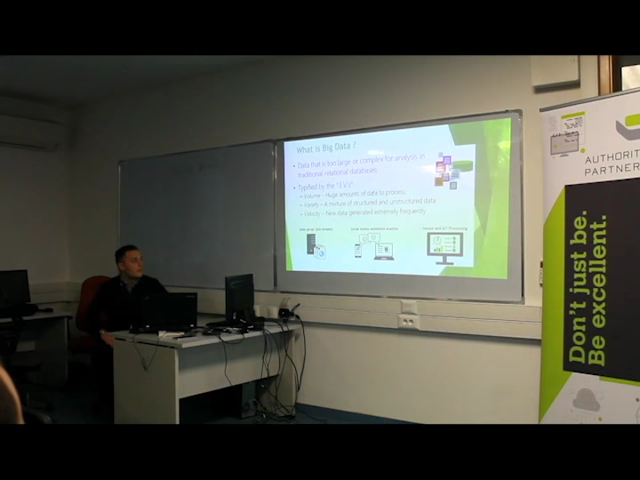 What is Big Data ?
• Data that is too large or complex for analysis in
traditional relational databases.
• Typified by the "3 V's"
– Volume – Huge amounts of data to process
– Variety – A mixture of structured and unstructured data
– Velocity – New data generated extremely frequently
AUTHORIT
PARTNER
Don't just be.
Be excellent.